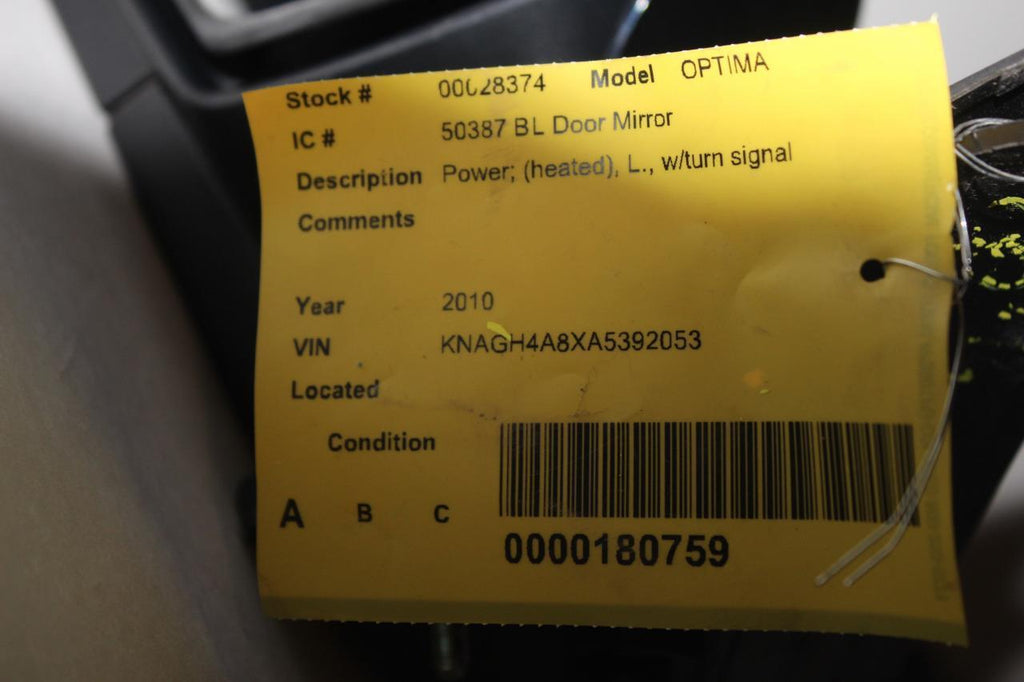 Stock # 00028374 Model OPTIMA
IC # 50387 BL Door Mirror
Description Power; (heated), L., w/turn signal
Comments
Year 2010
VIN KNAGH4A8XA5392053
Located
Condition
A B C
0000180759